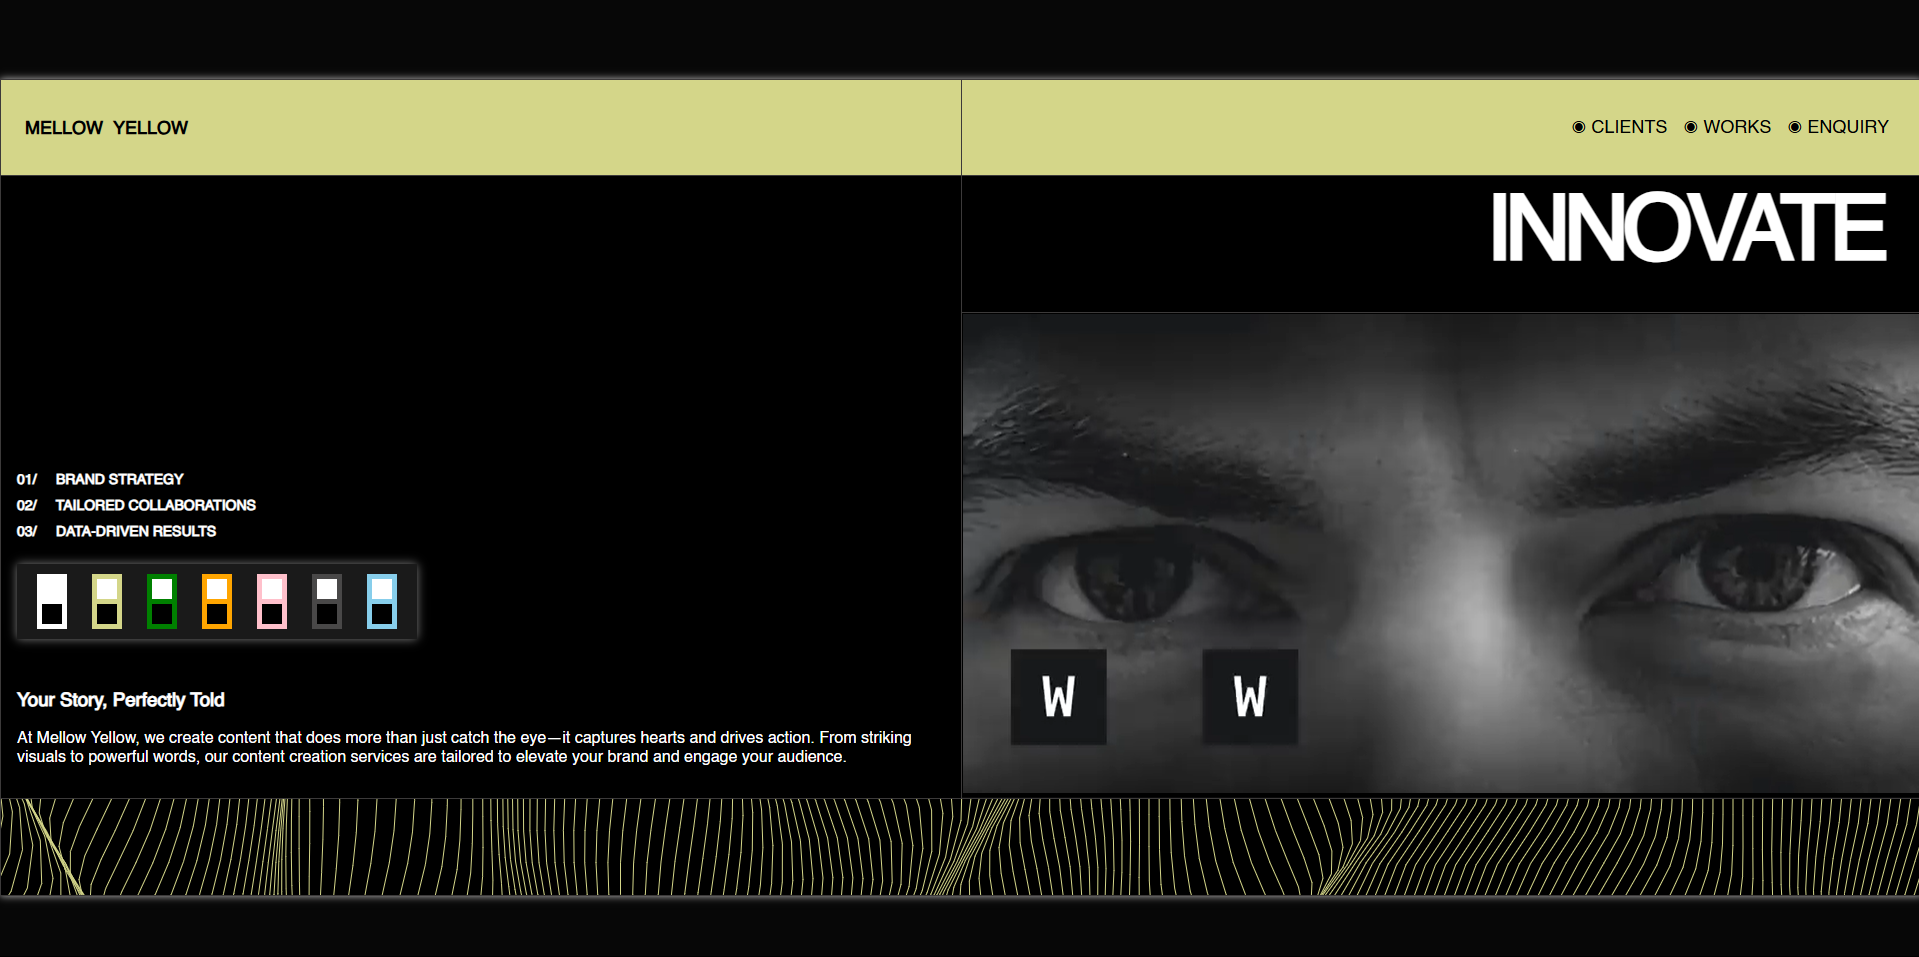 MELLOW YELLOW
◉ CLIENTS ◉ WORKS ◉ ENQUIRY
INNOVATE
01/ BRAND STRATEGY
02/ TAILORED COLLABORATIONS
03/ DATA-DRIVEN RESULTS
Your Story, Perfectly Told
At Mellow Yellow, we create content that does more than just catch the eye—it captures hearts and drives action. From striking
visuals to powerful words, our content creation services are tailored to elevate your brand and engage your audience.
W W